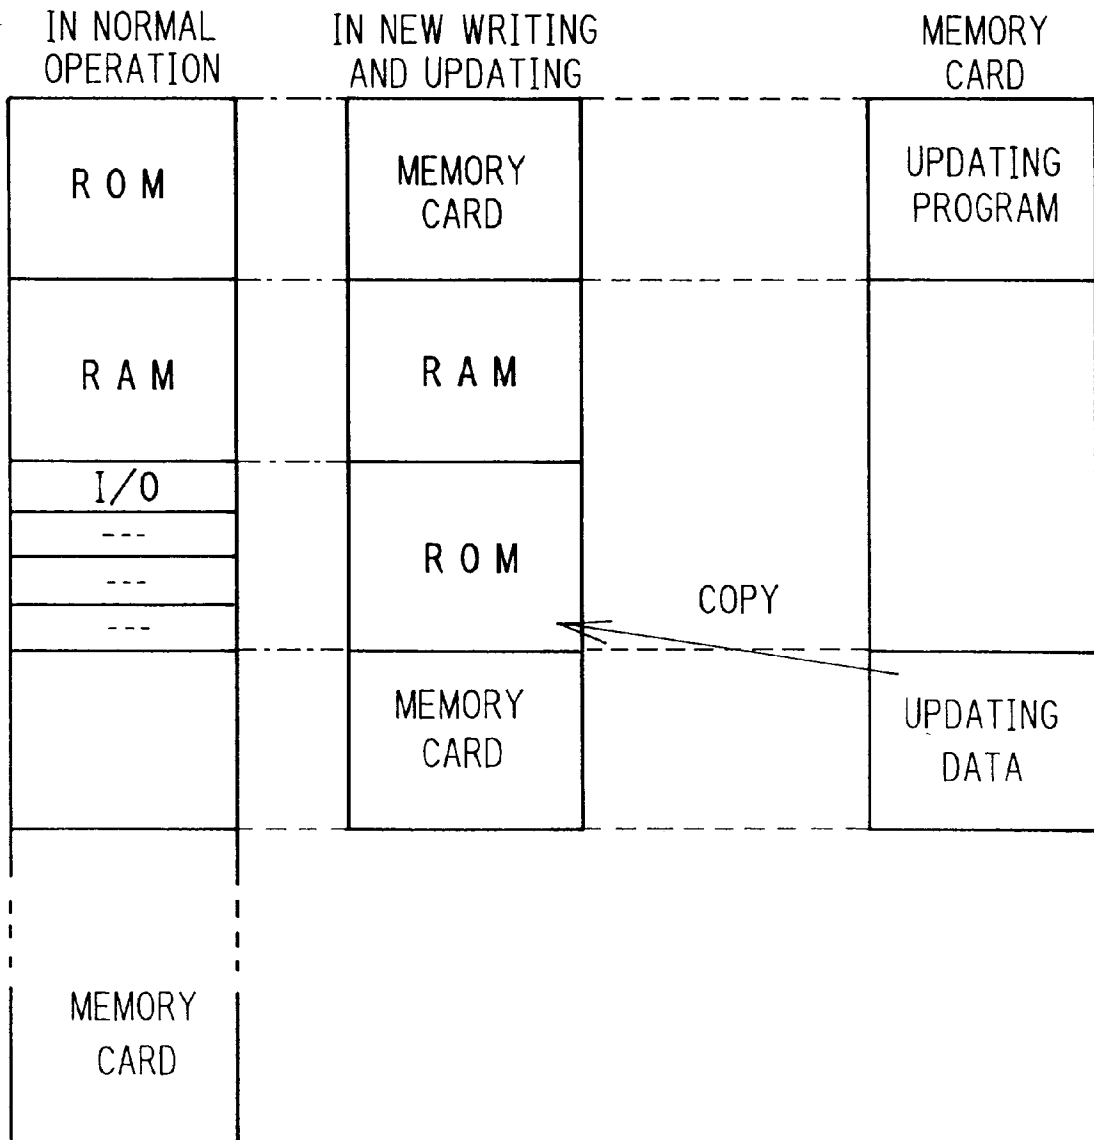 IN NORMAL
OPERATION
IN NEW WRITING
AND UPDATING
MEMORY
CARD
ROM
MEMORY
CARD
UPDATING
PROGRAM
RAM
RAM
I/O
---
---
---
ROM
COPY
MEMORY
CARD
UPDATING
DATA
MEMORY
CARD